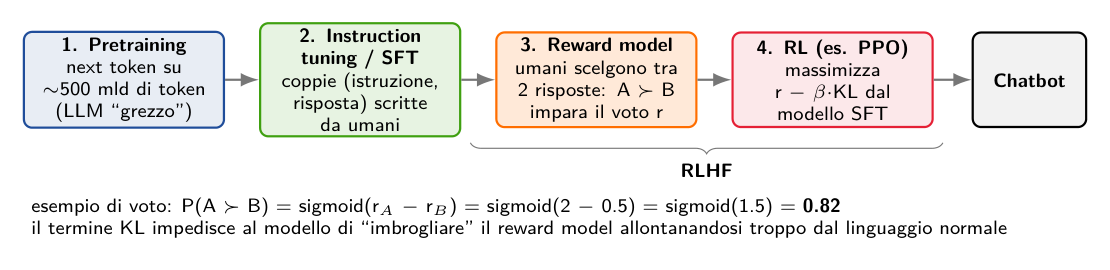 1. Pretraining
next token su
~500 mld di token
(LLM “grezzo”)
2. Instruction
tuning / SFT
coppie (istruzione,
risposta) scritte
da umani
3. Reward model
umani scelgono tra
2 risposte: A ≻ B
impara il voto r
4. RL (es. PPO)
massimizza
r − β·KL dal
modello SFT
Chatbot
RLHF
esempio di voto: P(A ≻ B) = sigmoid(r_A − r_B) = sigmoid(2 − 0.5) = sigmoid(1.5) = 0.82
il termine KL impedisce al modello di “imbrogliare” il reward model allontanandosi troppo dal linguaggio normale